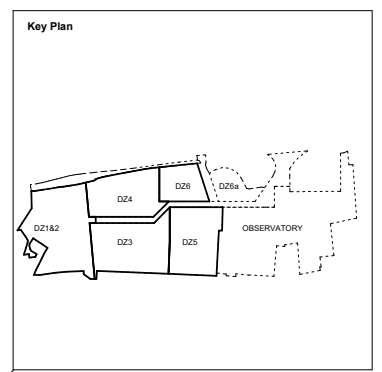 Key Plan
DZ6
DZ6a
DZ4
DZ1&2
OBSERVATORY
DZ3
DZ5